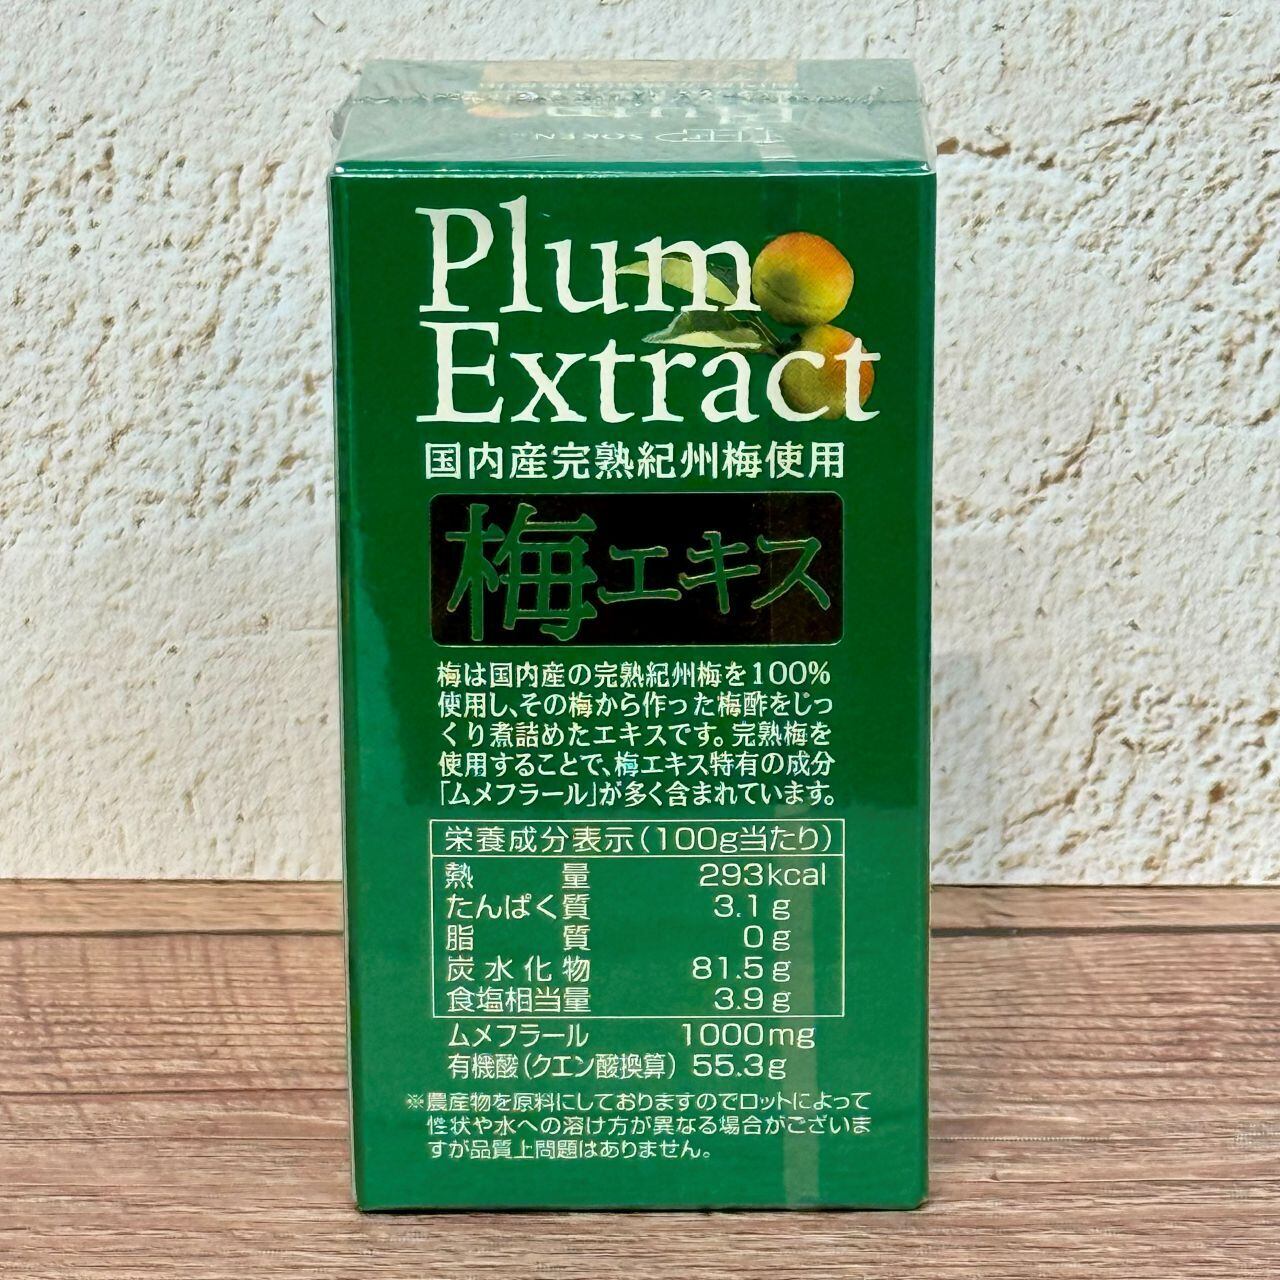 SOKEN
Plum
Extract
国内産完熟紀州梅使用
梅エキス
梅は国内産の完熟紀州梅を100%
使用し、その梅から作った梅酢をじっ
くり煮詰めたエキスです。完熟梅を
使用することで、梅エキス特有の成分
「ムメフラール」が多く含まれています。
栄養成分表示(100g当たり)
熱量 293kcal
たんぱく質 3.1g
脂質 0g
炭水化物 81.5g
食塩相当量 3.9g
ムメフラール 1000mg
有機酸(クエン酸換算) 55.3g
※農産物を原料にしておりますのでロットによって
性状や水への溶け方が異なる場合がございま
すが品質上問題はありません。